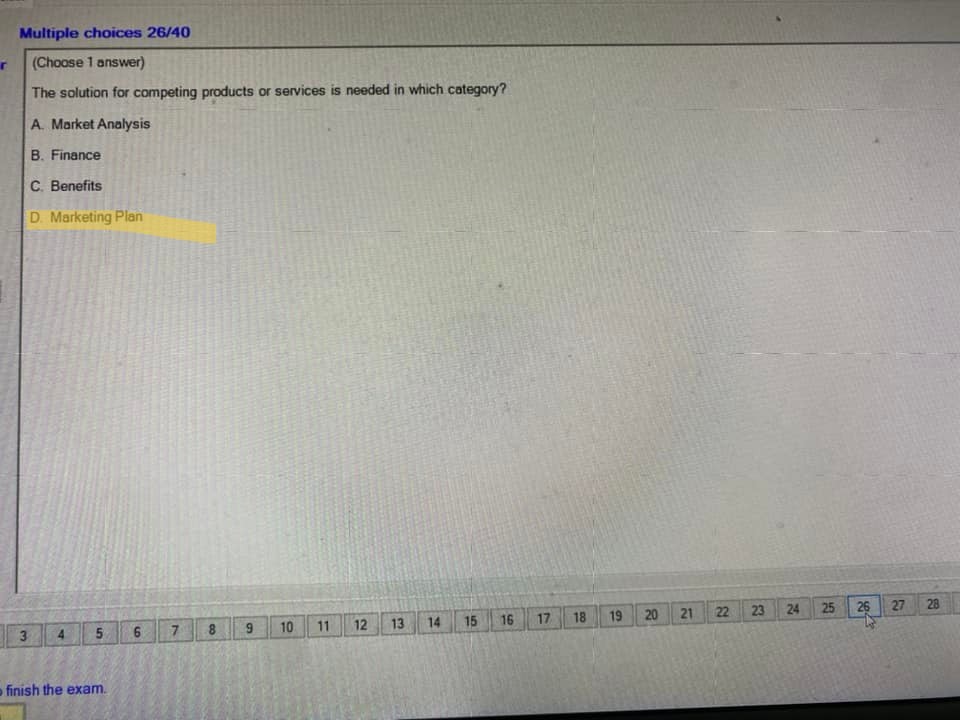 Multiple choices 26/40
r
(Choose 1 answer)
The solution for competing products or services is needed in which category?
A. Market Analysis
B. Finance
C. Benefits
D. Marketing Plan
3 4 5 6 7 8 9 10 11 12 13 14 15 16 17 18 19 20 21 22 23 24 25 26 27 28
finish the exam.